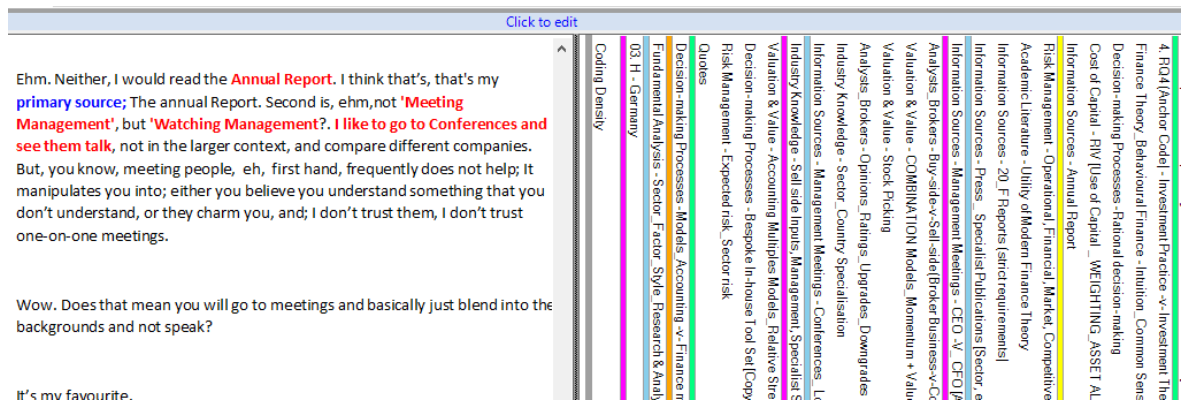 Click to edit
Ehm. Neither, I would read the Annual Report. I think that's, that's my
primary source; The annual Report. Second is, ehm,not 'Meeting
Management', but 'Watching Management?. I like to go to Conferences and
see them talk, not in the larger context, and compare different companies.
But, you know, meeting people, eh, first hand, frequently does not help; It
manipulates you into; either you believe you understand something that you
don't understand, or they charm you, and; I don't trust them, I don't trust
one-on-one meetings.
Wow. Does that mean you will go to meetings and basically just blend into the
backgrounds and not speak?
It's my favourite.
Coding Density
03. H - Germany
Fundamental Analysis - Sector_Factor_Style_Research & Analy
Decision-making Processes - Models_Accounting -v- Finance m
Quotes
Risk Management - Expected risk_Sector risk
Decision-making Processes - Bespoke In-house Tool Set [Copy
Valuation & Value - Accounting Multiples Models_Relative Stre
Industry Knowledge - Sell side Inputs, Management, Specialist S
Information Sources - Management Meetings - Conferences_ Lo
Industry Knowledge - Sector_Country Specialisation
Analysts_Brokers - Opinions_Ratings_Upgrades_Downgrades
Valuation & Value - Stock Picking
Valuation & Value - COMBINATION Models_Momentum + Valu
Analysts_Brokers - Buy-side-v-Sell-side(Broker Business-v-Co
Information Sources - Management Meetings - CEO -V_ CFO [A
Information Sources - Press_ Specialist Publications [Sector, e
Information Sources - 20_F Reports (strict requirements]
Academic Literature - Utility of Modern Finance Theory
Risk Management - Operational, Financial, Market, Competitive
Information Sources - Annual Report
Cost of Capital - RIV [Use of Capital _ WEIGHTING_ASSET AL
Decision-making Processes - Rational decision-making
Finance Theory_Behavioural Finance - Intuition_Common Sens
4. RQ4 (Anchor Code) - Investment Practice -v- Investment The